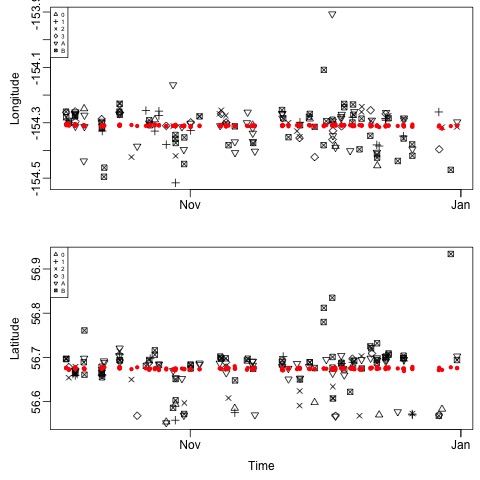 Longitude
-153.9
-154.1
-154.3
-154.5
0
1
2
3
A
B
Nov
Jan
Latitude
56.9
56.8
56.7
56.6
0
1
2
3
A
B
Nov
Jan
Time